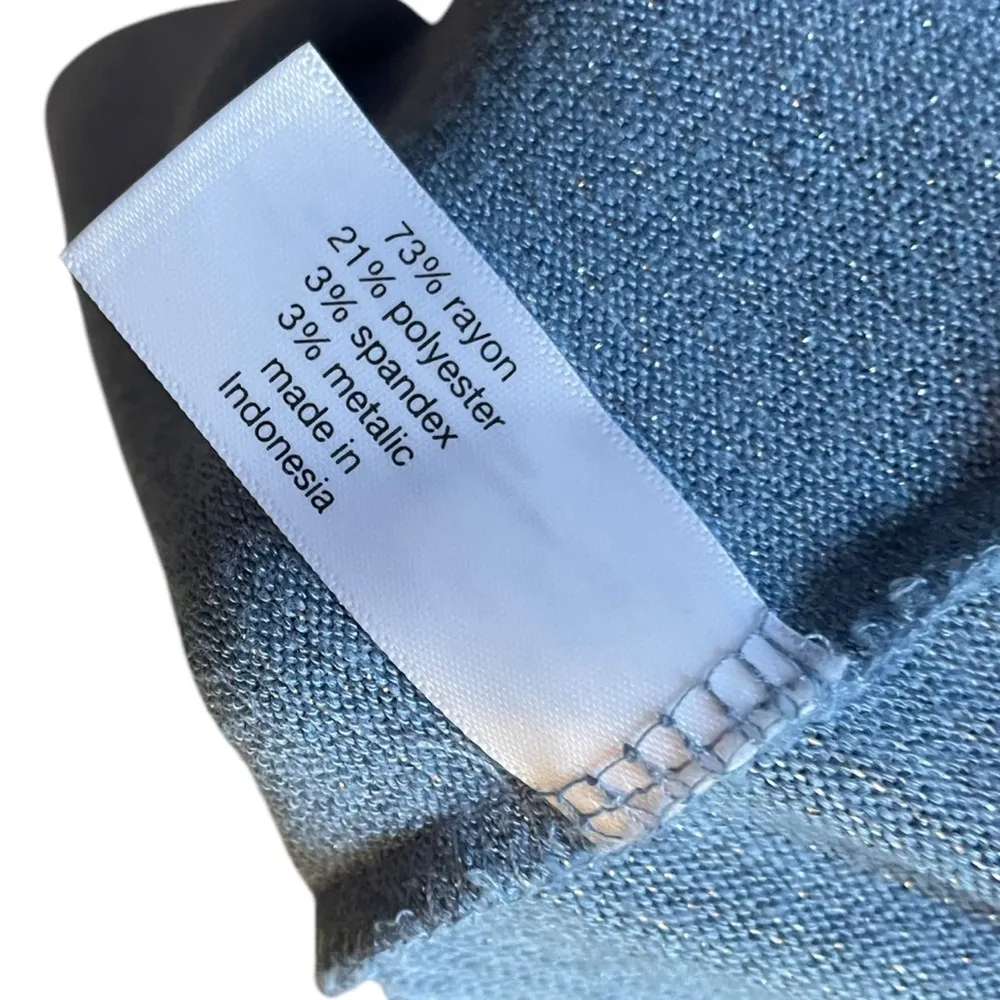 73% rayon
21% polyester
3% spandex
3% metalic
made in
Indonesia